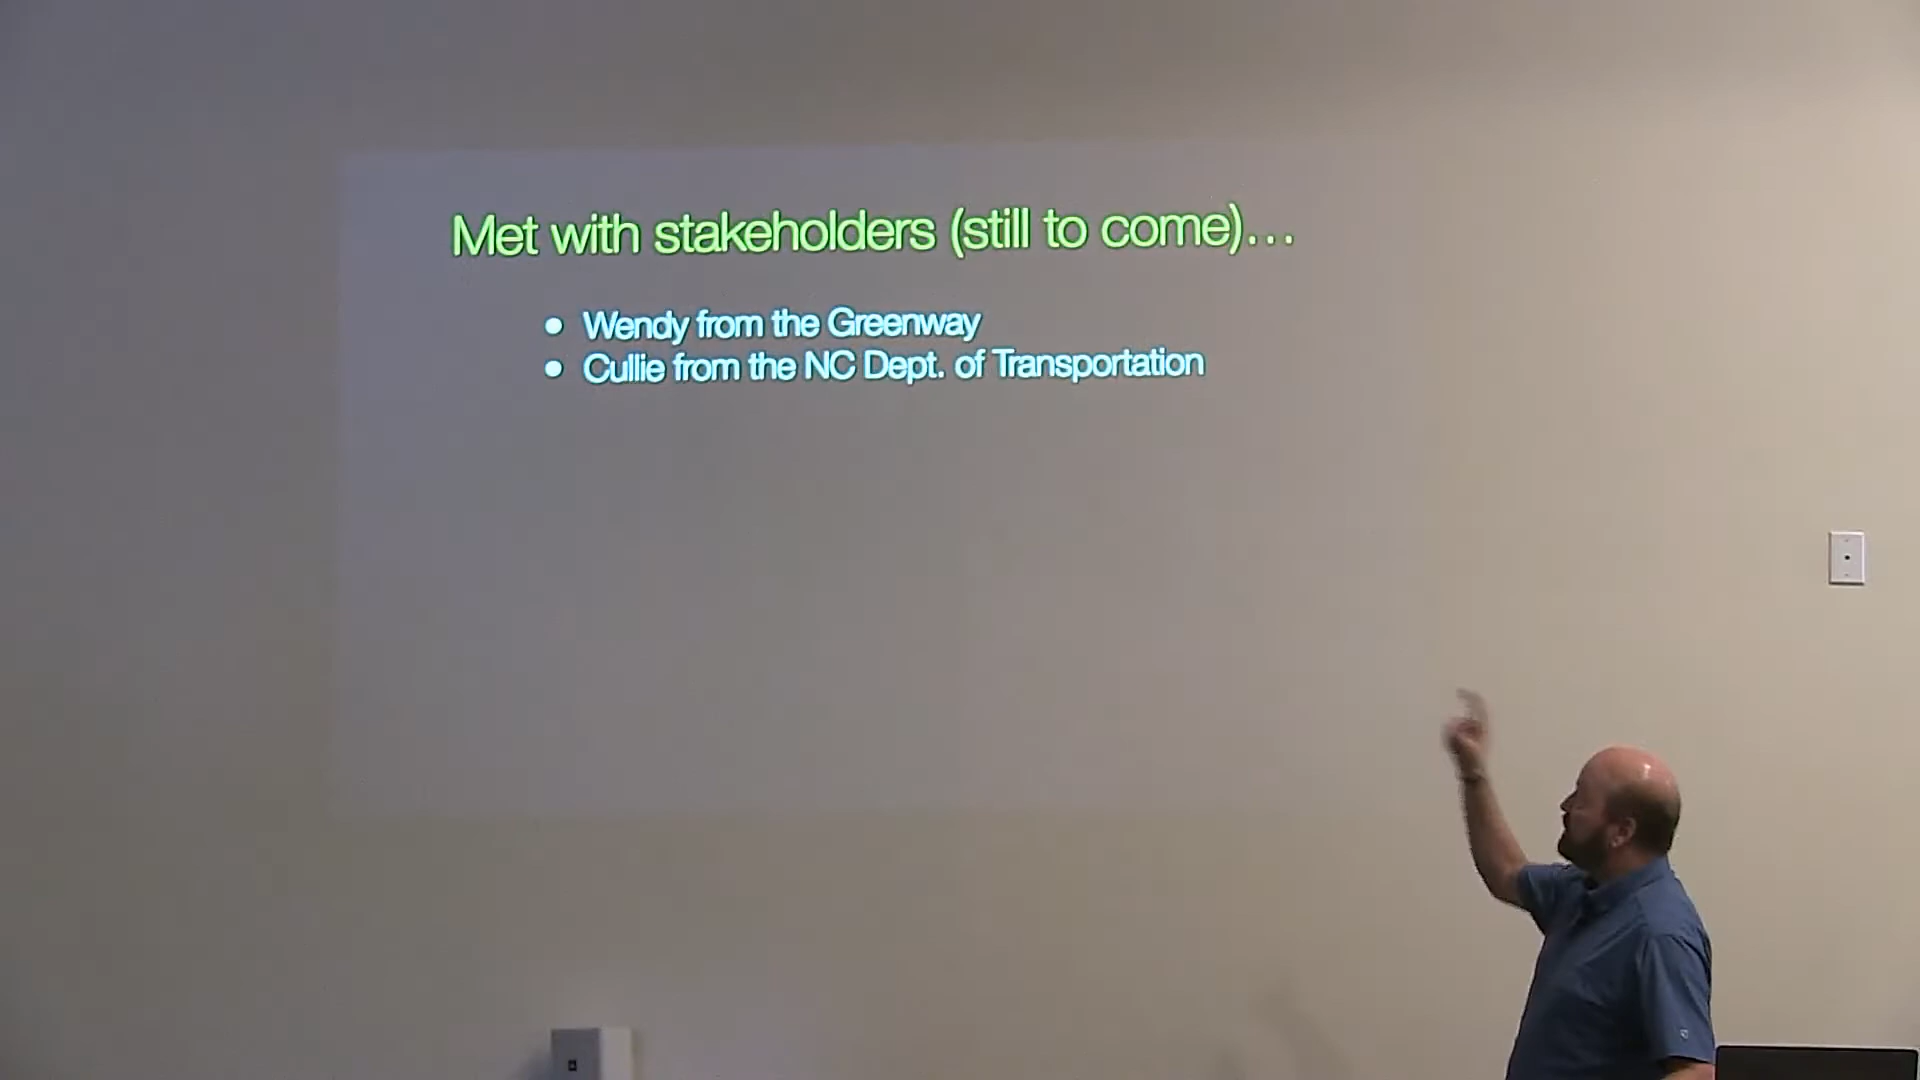 Met with stakeholders (still to come)...
● Wendy from the Greenway
● Cullie from the NC Dept. of Transportation